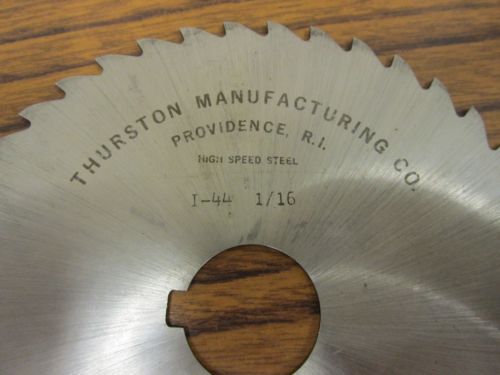 THURSTON MANUFACTURING CO.
PROVIDENCE, R.I.
HIGH SPEED STEEL
I-44 1/16